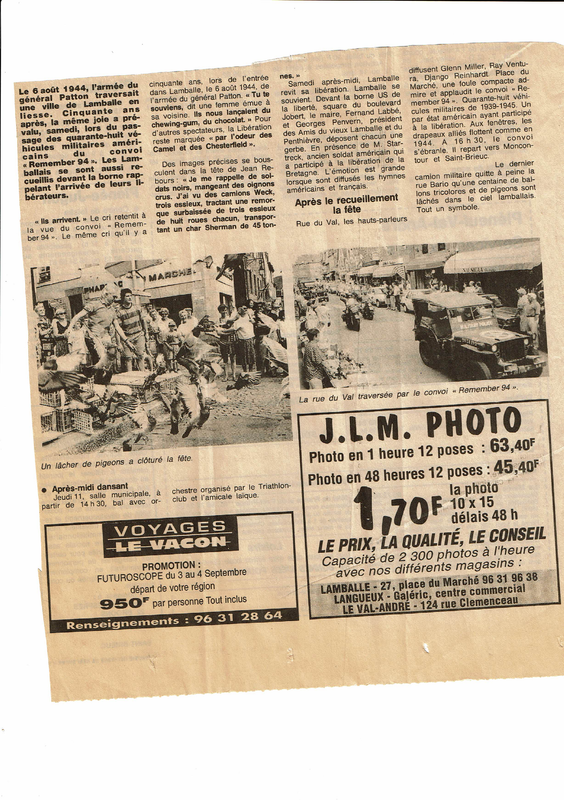 Le 6 août 1944, l'armée du
général Patton traversait
une ville de Lamballe en
liesse. Cinquante ans
après, la même joie a pré-
valu, samedi, lors du pas-
sage des quarante-huit vé-
hicules militaires améri-
cains du convoi
« Remember 94 ». Les Lam-
ballais se sont aussi re-
cueillis devant la borne rap-
pelant l'arrivée de leurs li-
bérateurs.
« Ils arrivent. » Le cri retentit à
la vue du convoi « Remem-
ber 94 ». Le même cri qu'il y a
cinquante ans, lors de l'entrée
dans Lamballe, le 6 août 1944, de
l'armée du général Patton. « Tu te
souviens, dit une femme émue à
sa voisine. Ils nous lançaient du
chewing-gum, du chocolat. » Pour
d'autres spectateurs, la Libération
reste marquée « par l'odeur des
Camel et des Chesterfield ».
Des images précises se bous-
culent dans la tête de Jean Re-
bours : « Je me rappelle de sol-
dats noirs, mangeant des oignons
crus. J'ai vu des camions Weck,
trois essieux, tractant une remor-
que surbaissée de trois essieux
de huit roues chacun, transpor-
tant un char Sherman de 45 ton-
nes. »
Samedi après-midi, Lamballe
revit sa libération. Lamballe se
souvient. Devant la borne US de
la liberté, square du boulevard
Jobert, le maire, Fernand Labbé,
et Georges Penvern, président
des Amis du vieux Lamballe et du
Penthièvre, déposent chacun une
gerbe. En présence de M. Star-
treck, ancien soldat américain qui
a participé à la libération de la
Bretagne. L'émotion est grande
lorsque sont diffusés les hymnes
américains et français.
Après le recueillement
la fête
Rue du Val, les hauts-parleurs
diffusent Glenn Miller, Ray Ventu-
ra, Django Reinhardt. Place du
Marché, une foule compacte ad-
mire et applaudit le convoi « Re-
member 94 ». Quarante-huit véhi-
cules militaires de 1939-1945. Un
par état américain ayant participé
à la libération. Aux fenêtres, les
drapeaux alliés flottent comme en
1944. A 16 h 30, le convoi
s'ébranle. Il repart vers Moncon-
tour et Saint-Brieuc.
Le dernier
camion militaire quitte à peine la
rue Bario qu'une centaine de bal-
lons tricolores et de pigeons sont
lâchés dans le ciel lamballais
Tout un symbole.
MARCHE
Un lâcher de pigeons a clôturé la fête.
La rue du Val traversée par le convoi « Remember 94 ».
● Après-midi dansant
Jeudi 11, salle municipale, à
partir de 14 h 30, bal avec or-
chestre organisé par le Triathlon-
club et l'amicale laïque.
VOYAGES
LE VACON
PROMOTION :
FUTUROSCOPE du 3 au 4 Septembre
départ de votre région
950F par personne Tout inclus
Renseignements : 96 31 28 64
J.L.M. PHOTO
Photo en 1 heure 12 poses : 63,40F
Photo en 48 heures 12 poses : 45,40F
1,70F
la photo
10 x 15
délais 48 h
LE PRIX, LA QUALITÉ, LE CONSEIL
Capacité de 2 300 photos à l'heure
avec nos différents magasins :
LAMBALLE - 27, place du Marché 96 31 96 38
LANGUEUX - Galéric, centre commercial
LE VAL-ANDRÉ - 124 rue Clemenceau